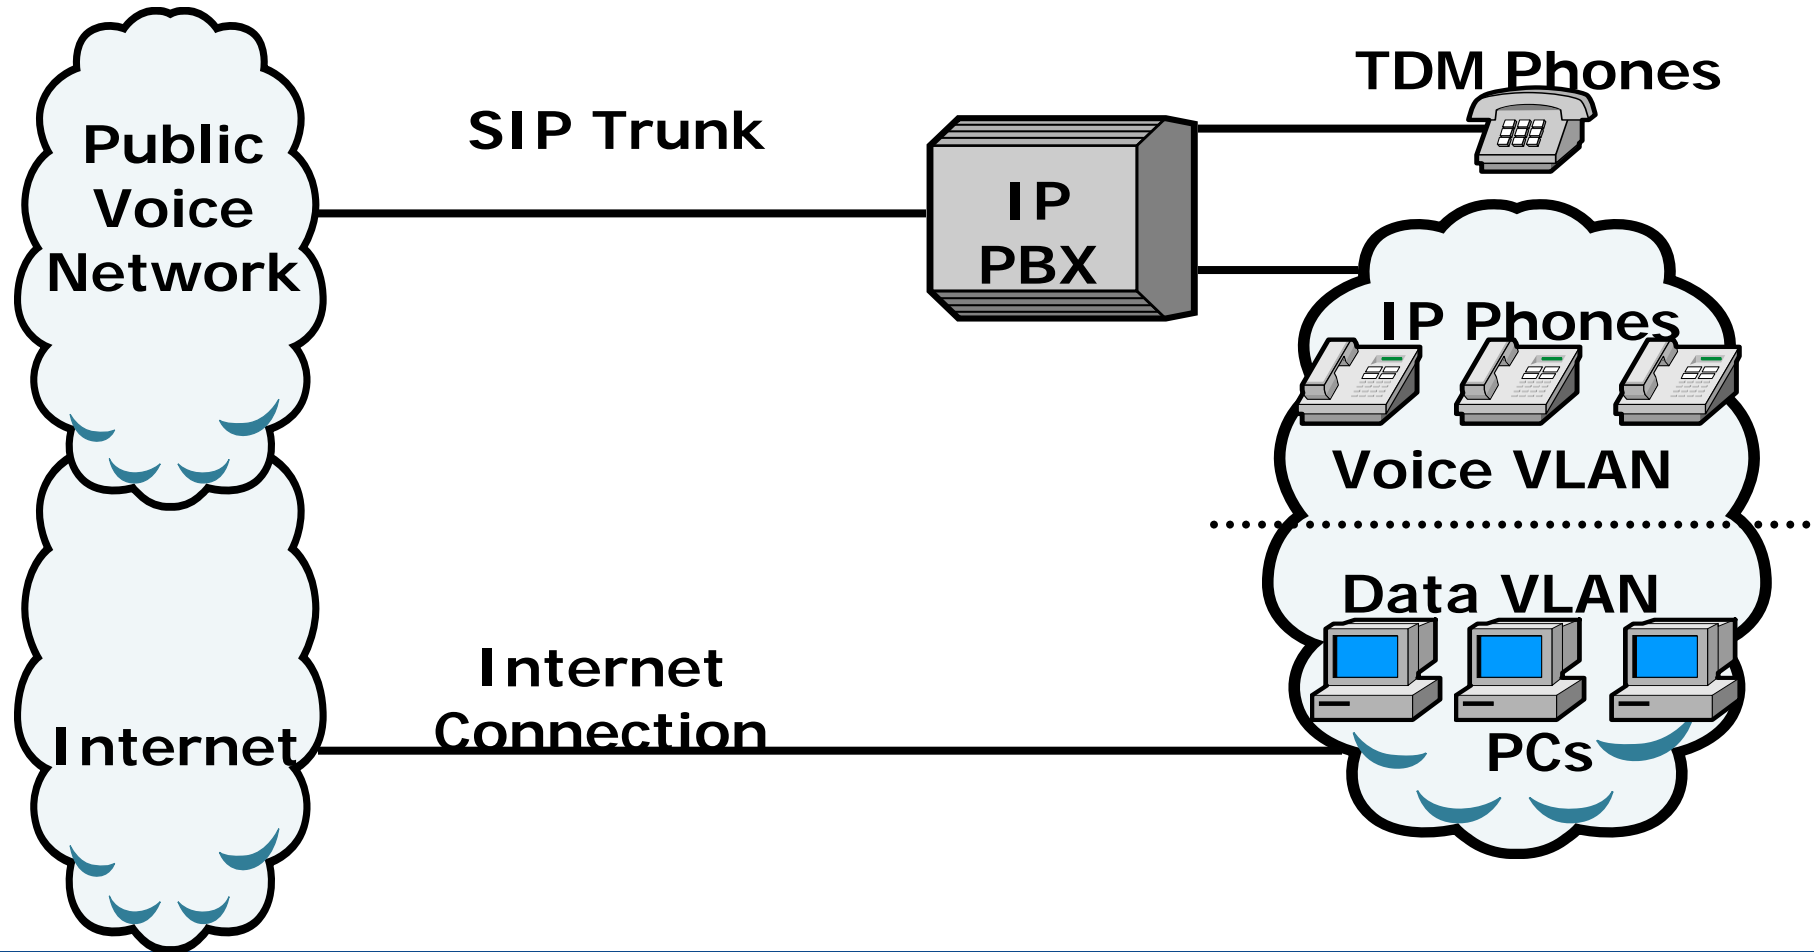 Public
Voice
Network
SIP Trunk
IP
PBX
TDM Phones
IP Phones
Voice VLAN
Data VLAN
PCs
Internet
Connection
Internet